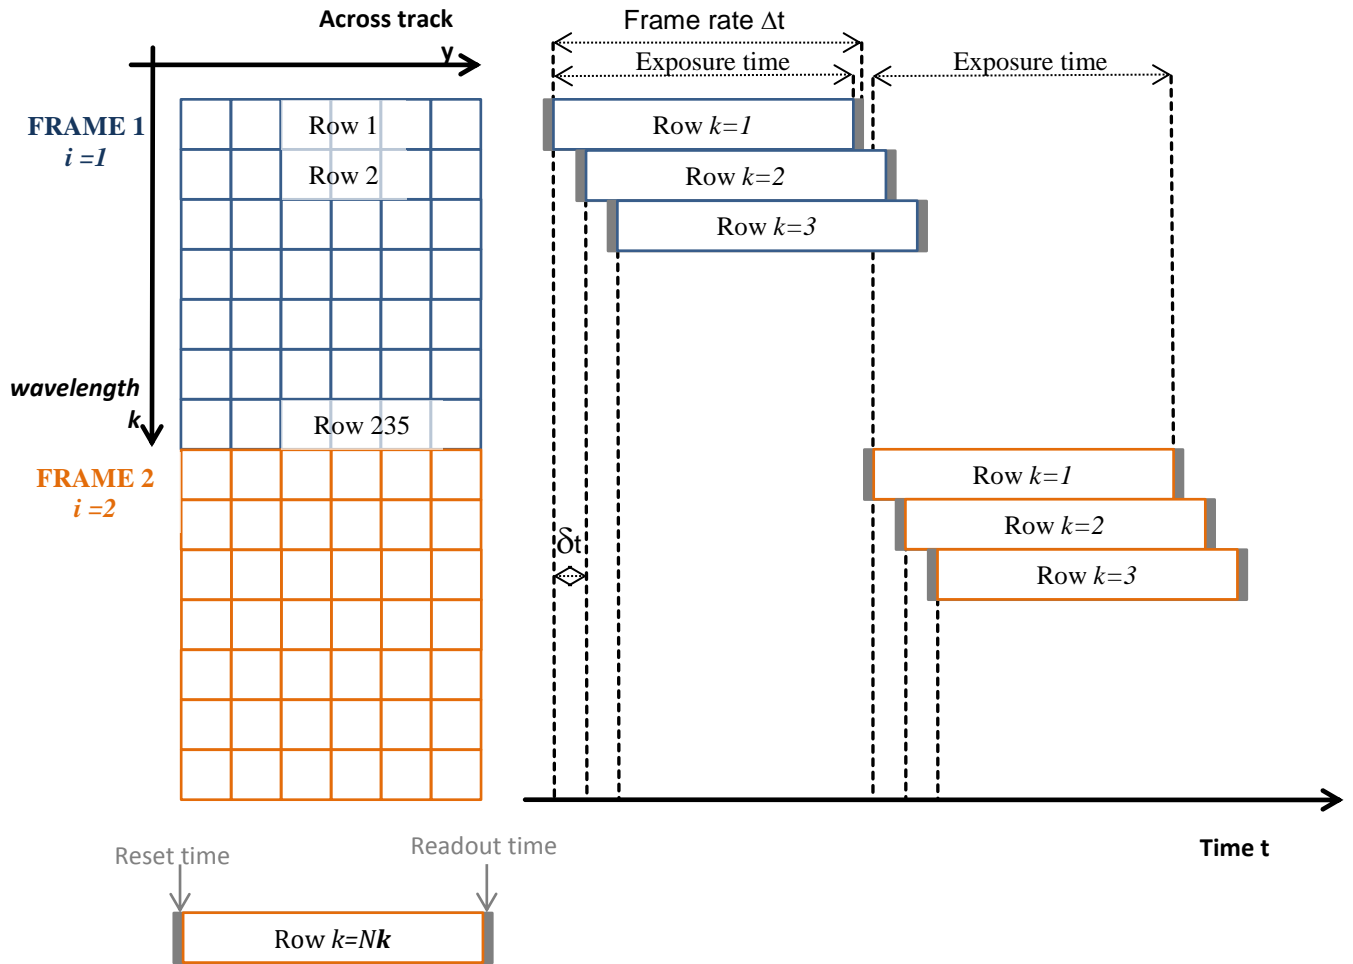 Across track
y
Frame rate Δt
Exposure time
Exposure time
FRAME 1
i =1
Row 1
Row 2
Row k=1
Row k=2
Row k=3
wavelength
k
Row 235
FRAME 2
i =2
Row k=1
Row k=2
Row k=3
δt
Time t
Reset time
Readout time
Row k=Nk